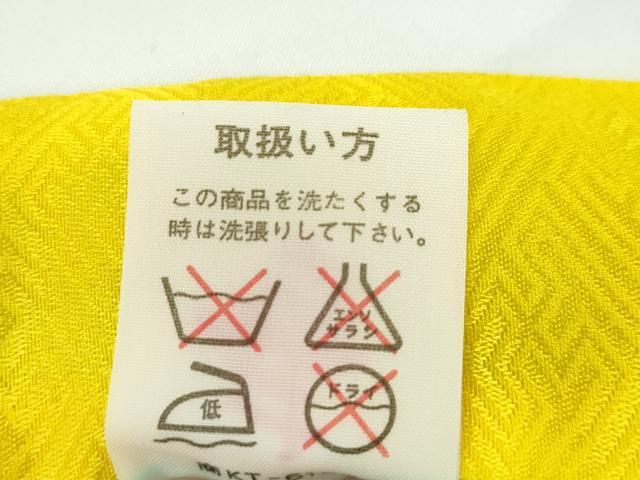 取扱い方
この商品を洗たくする
時は洗張りして下さい。
エンソ
サラシ
低
ドライ